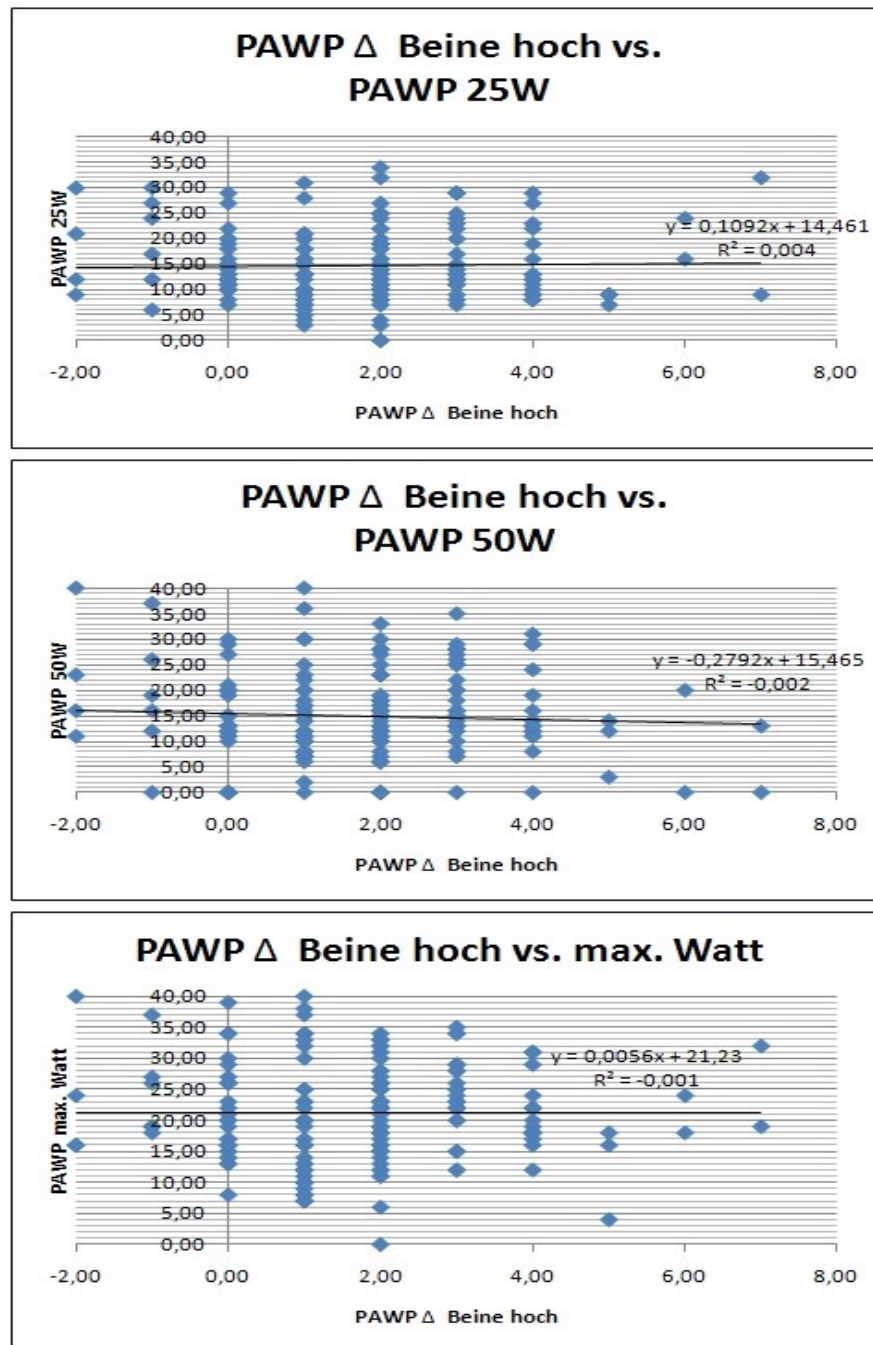 PAWP Δ Beine hoch vs.
PAWP 25W
PAWP 25W
40,00
35,00
30,00
25,00
20,00
15,00
10,00
5,00
0,00
y = 0,1092x + 14,461
R² = 0,004
-2,00 0,00 2,00 4,00 6,00 8,00
PAWP Δ Beine hoch
PAWP Δ Beine hoch vs.
PAWP 50W
PAWP 50W
40,00
35,00
30,00
25,00
20,00
15,00
10,00
5,00
0,00
y = -0,2792x + 15,465
R² = -0,002
-2,00 0,00 2,00 4,00 6,00 8,00
PAWP Δ Beine hoch
PAWP Δ Beine hoch vs. max. Watt
PAWP max. Watt
40,00
35,00
30,00
25,00
20,00
15,00
10,00
5,00
0,00
y = 0,0056x + 21,23
R² = -0,001
-2,00 0,00 2,00 4,00 6,00 8,00
PAWP Δ Beine hoch